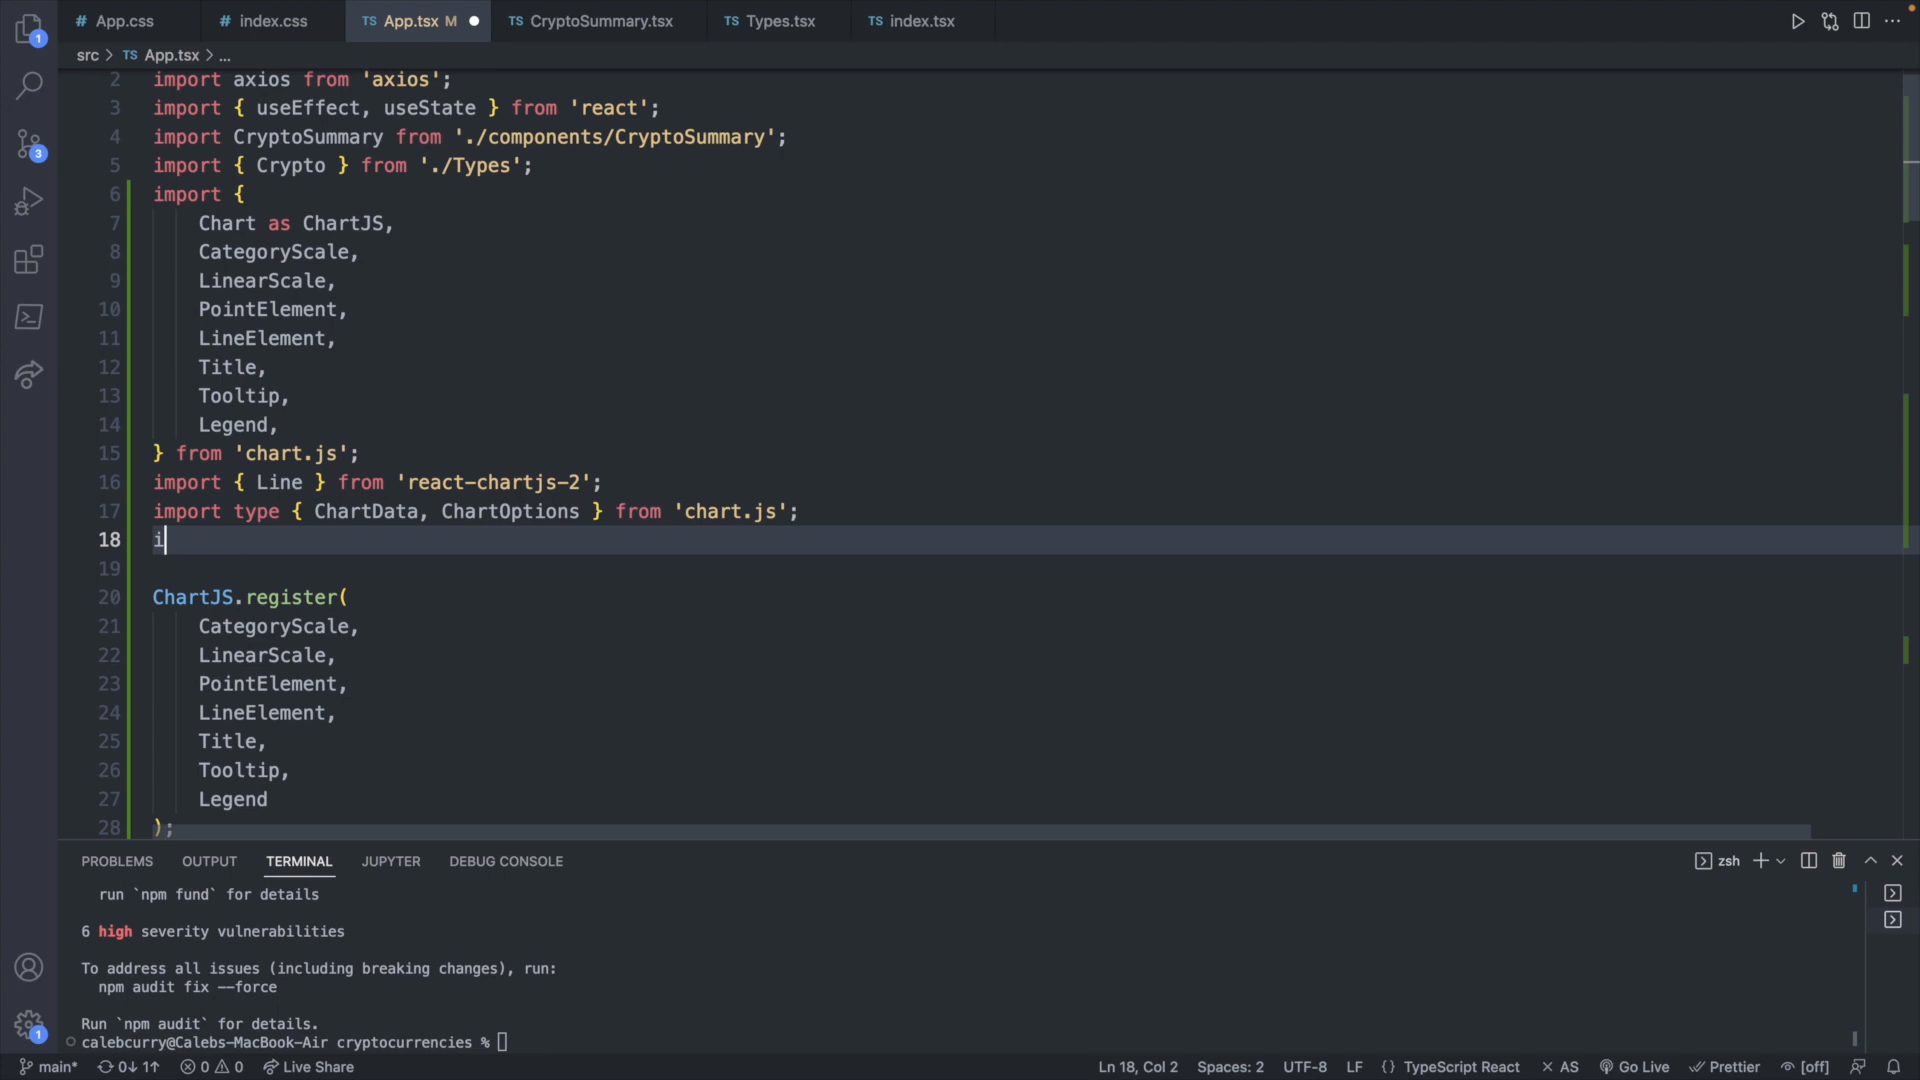 # App.css # index.css TS App.tsx M TS CryptoSummary.tsx TS Types.tsx TS index.tsx
src > TS App.tsx > ...
2 import axios from 'axios';
3 import { useEffect, useState } from 'react';
4 import CryptoSummary from './components/CryptoSummary';
5 import { Crypto } from './Types';
6 import {
7 Chart as ChartJS,
8 CategoryScale,
9 LinearScale,
10 PointElement,
11 LineElement,
12 Title,
13 Tooltip,
14 Legend,
15 } from 'chart.js';
16 import { Line } from 'react-chartjs-2';
17 import type { ChartData, ChartOptions } from 'chart.js';
18 i
19
20 ChartJS.register(
21 CategoryScale,
22 LinearScale,
23 PointElement,
24 LineElement,
25 Title,
26 Tooltip,
27 Legend
28 );
1
3
1
PROBLEMS OUTPUT TERMINAL JUPYTER DEBUG CONSOLE zsh
run `npm fund` for details
6 high severity vulnerabilities
To address all issues (including breaking changes), run:
npm audit fix --force
Run `npm audit` for details.
calebcurry@Calebs-MacBook-Air cryptocurrencies %
main* 0↓ 1↑ 0 0 Live Share Ln 18, Col 2 Spaces: 2 UTF-8 LF {} TypeScript React × AS Go Live Prettier [off]